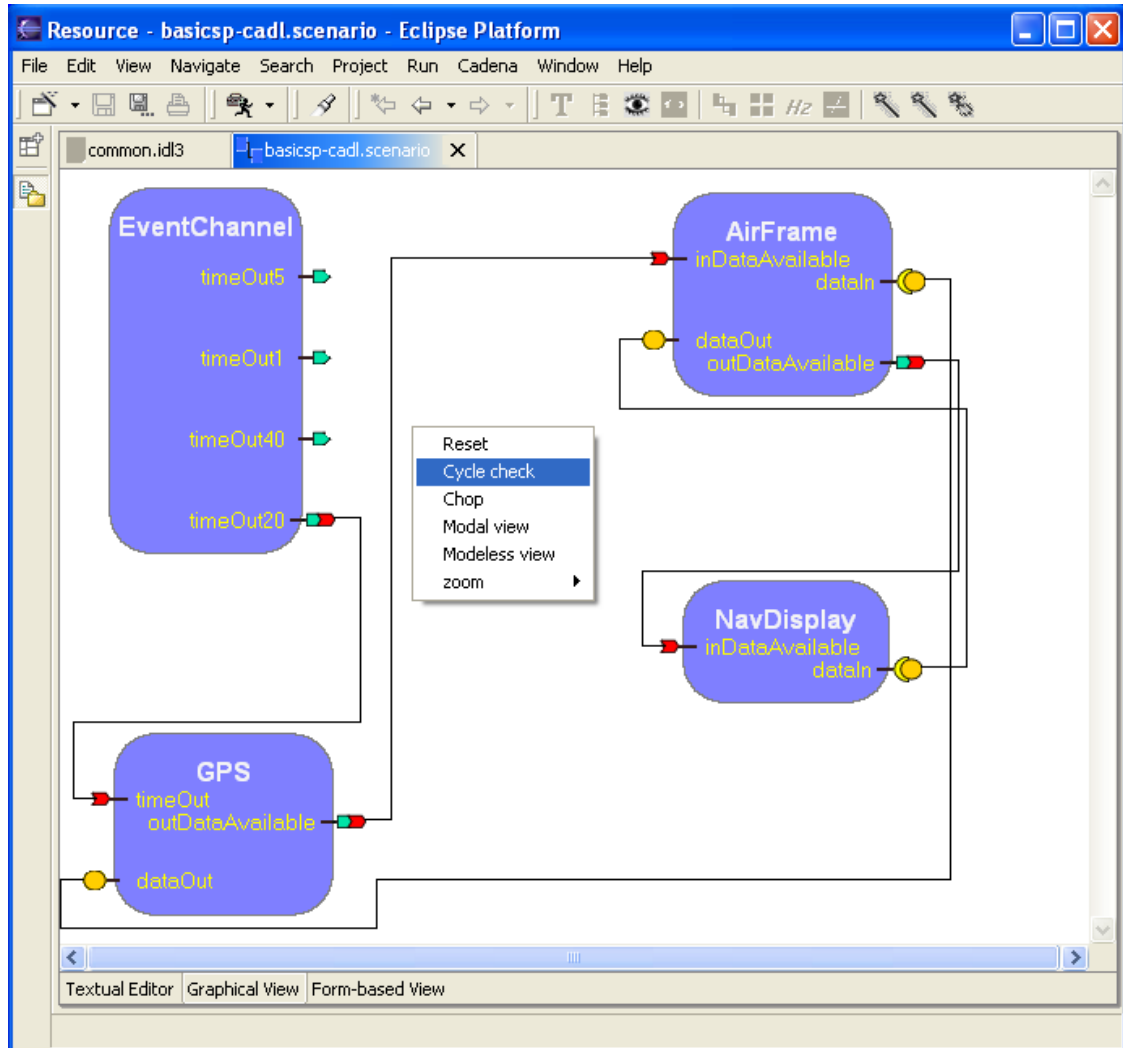 Resource - basicsp-cadl.scenario - Eclipse Platform
File Edit View Navigate Search Project Run Cadena Window Help
T Hz
common.idl3 basicsp-cadl.scenario
EventChannel
timeOut5
timeOut1
timeOut40
timeOut20
AirFrame
inDataAvailable
dataIn
dataOut
outDataAvailable
Reset
Cycle check
Chop
Modal view
Modeless view
zoom
NavDisplay
inDataAvailable
dataIn
GPS
timeOut
outDataAvailable
dataOut
Textual Editor Graphical View Form-based View